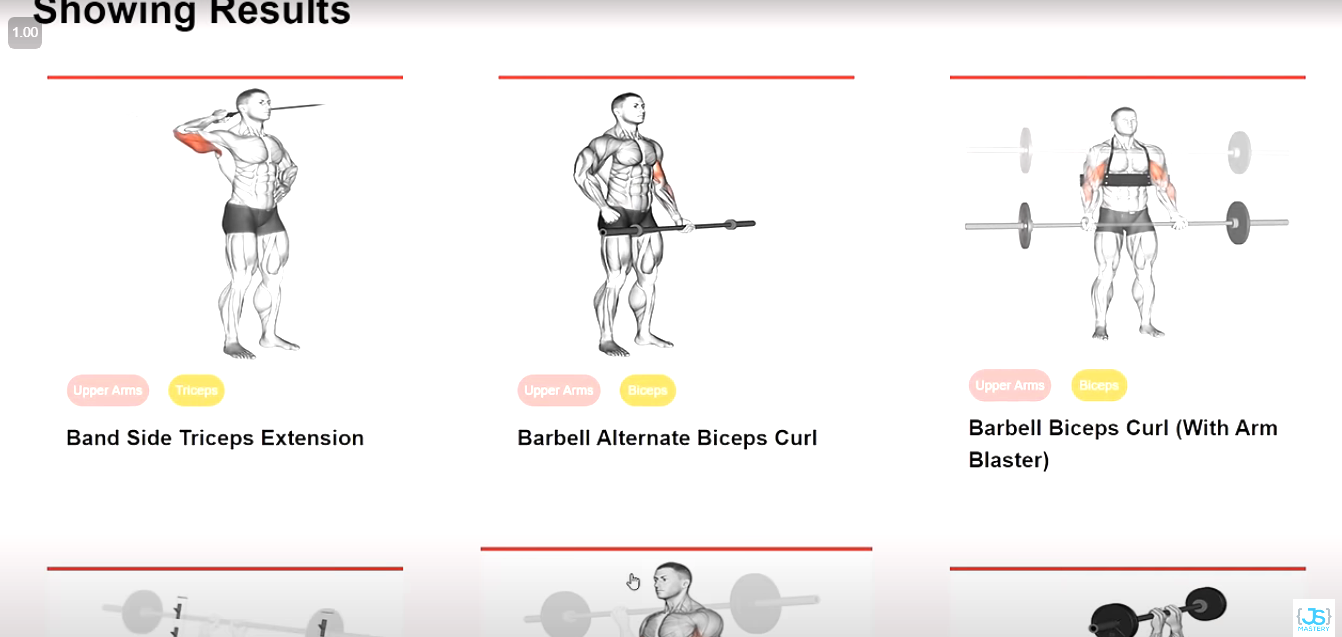 Showing Results
1.00
Upper Arms Triceps
Band Side Triceps Extension
Upper Arms Biceps
Barbell Alternate Biceps Curl
Upper Arms Biceps
Barbell Biceps Curl (With Arm
Blaster)
{JS}
MASTERY